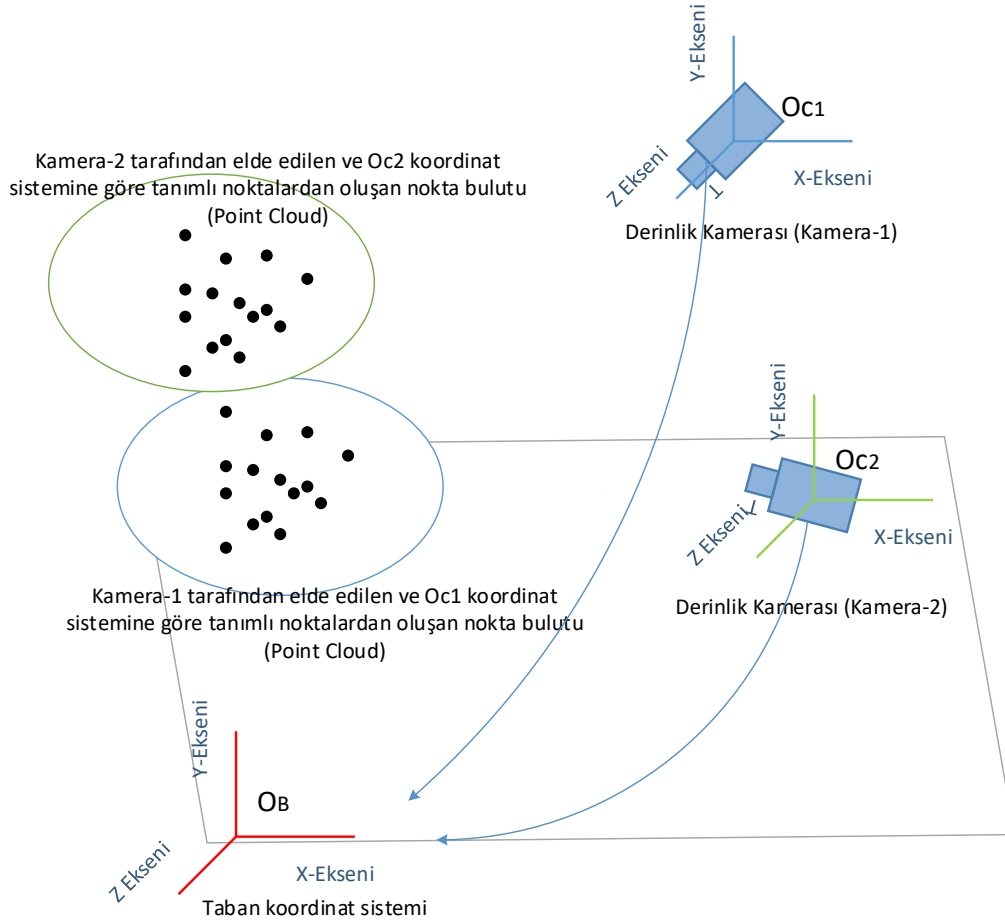 Y-Ekseni
Oc1
Z Ekseni
X-Ekseni
Derinlik Kamerası (Kamera-1)
Kamera-2 tarafından elde edilen ve Oc2 koordinat
sistemine göre tanımlı noktalardan oluşan nokta bulutu
(Point Cloud)
Y-Ekseni
Oc2
Z Ekseni
X-Ekseni
Derinlik Kamerası (Kamera-2)
Kamera-1 tarafından elde edilen ve Oc1 koordinat
sistemine göre tanımlı noktalardan oluşan nokta bulutu
(Point Cloud)
Y-Ekseni
OB
Z Ekseni
X-Ekseni
Taban koordinat sistemi